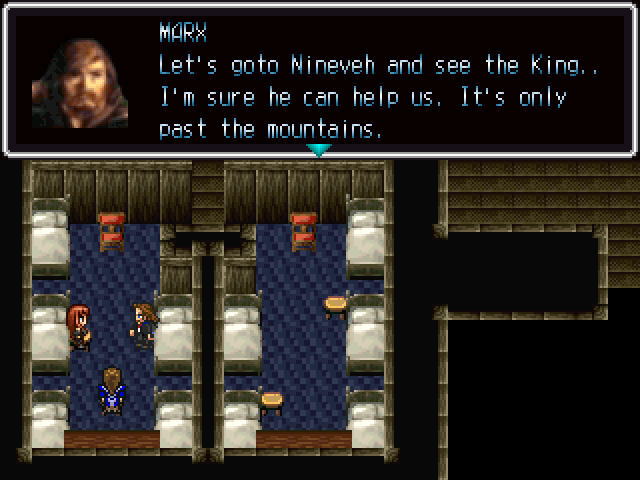 MARX
Let's goto Nineveh and see the King..
I'm sure he can help us. It's only
past the mountains.